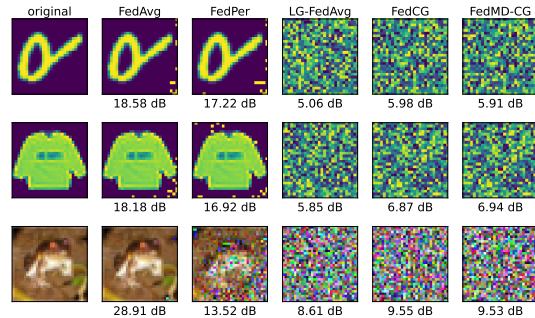 original FedAvg FedPer LG-FedAvg FedCG FedMD-CG
18.58 dB 17.22 dB 5.06 dB 5.98 dB 5.91 dB
18.18 dB 16.92 dB 5.85 dB 6.87 dB 6.94 dB
28.91 dB 13.52 dB 8.61 dB 9.55 dB 9.53 dB